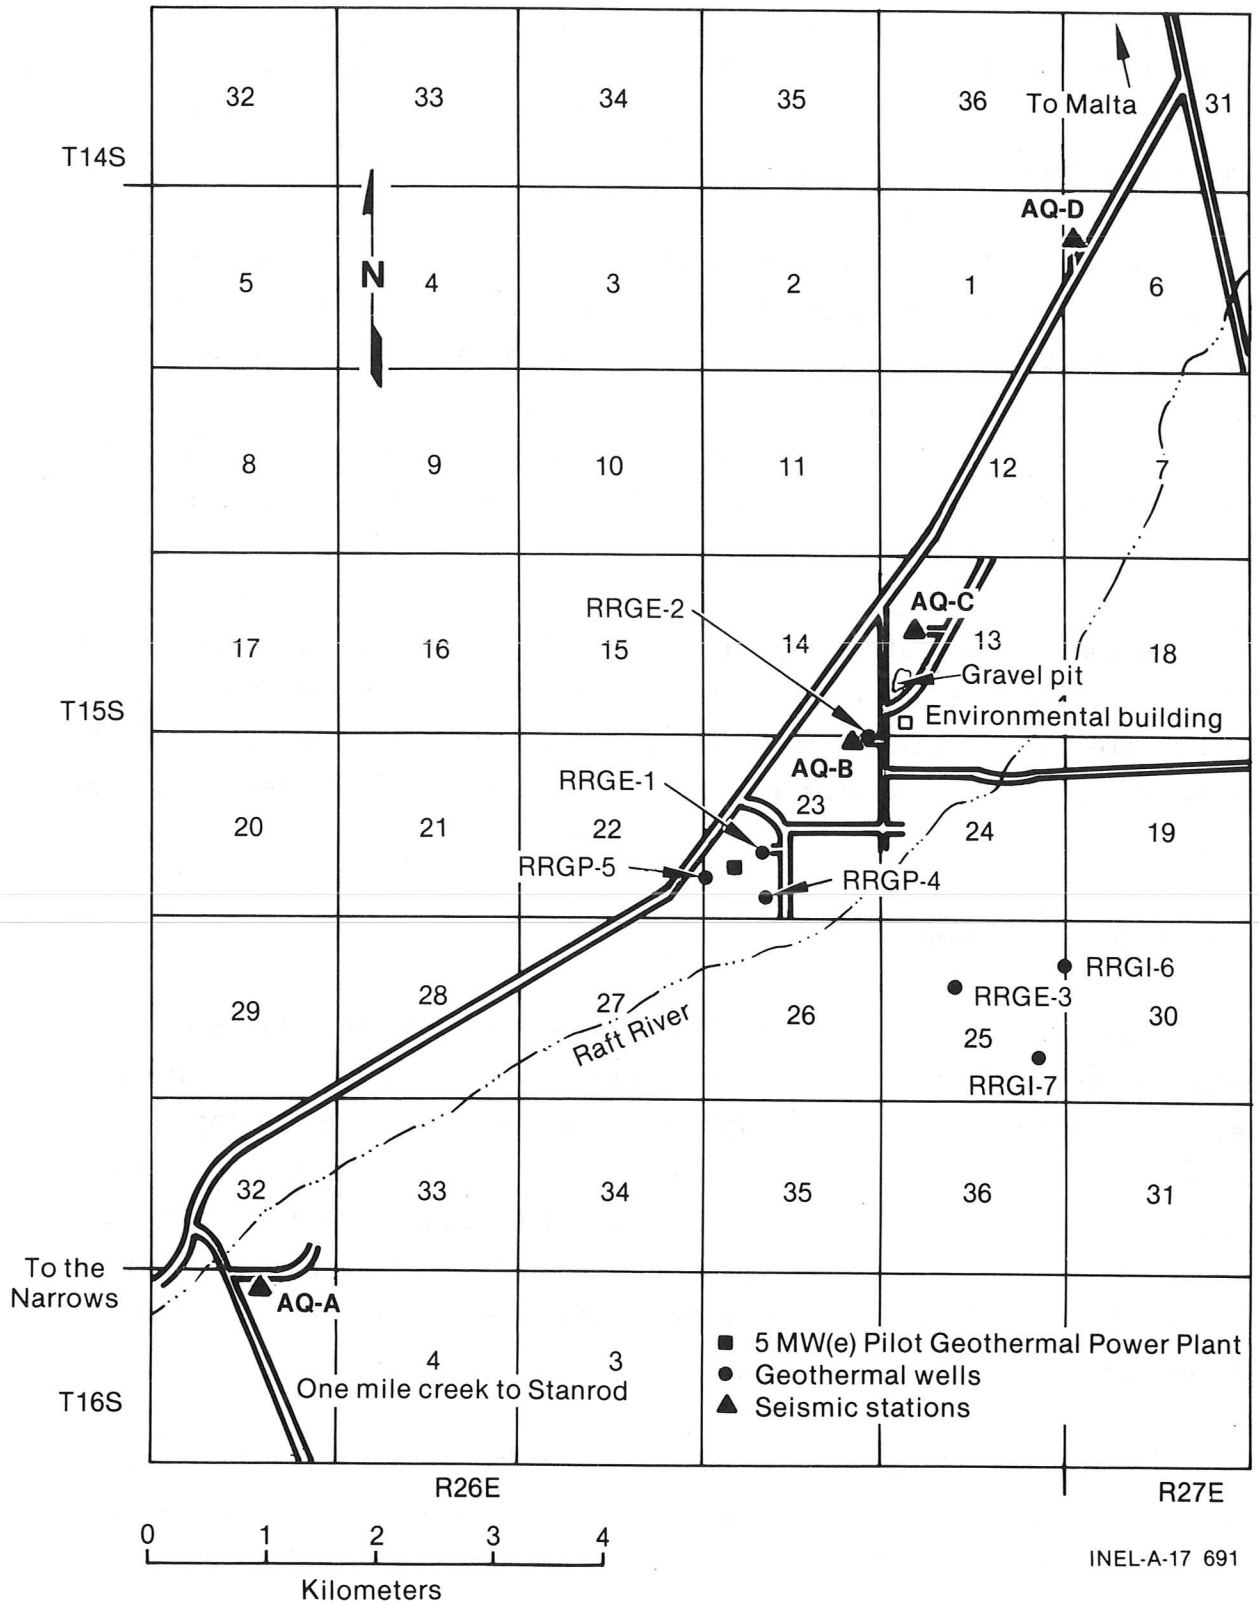 32 33 34 35 36 31
To Malta
T14S
AQ-D
N
5 4 3 2 1 6
8 9 10 11 12 7
RRGE-2
AQ-C
17 16 15 14 13 18
Gravel pit
T15S
Environmental building
AQ-B
RRGE-1
23
20 21 22 24 19
RRGP-5
RRGP-4
RRGI-6
RRGE-3
29 28 27 26 25 30
Raft River
RRGI-7
32 33 34 35 36 31
To the
Narrows
AQ-A
5 MW(e) Pilot Geothermal Power Plant
4 3
Geothermal wells
One mile creek to Stanrod
T16S
Seismic stations
R26E
R27E
0 1 2 3 4
Kilometers
INEL-A-17 691